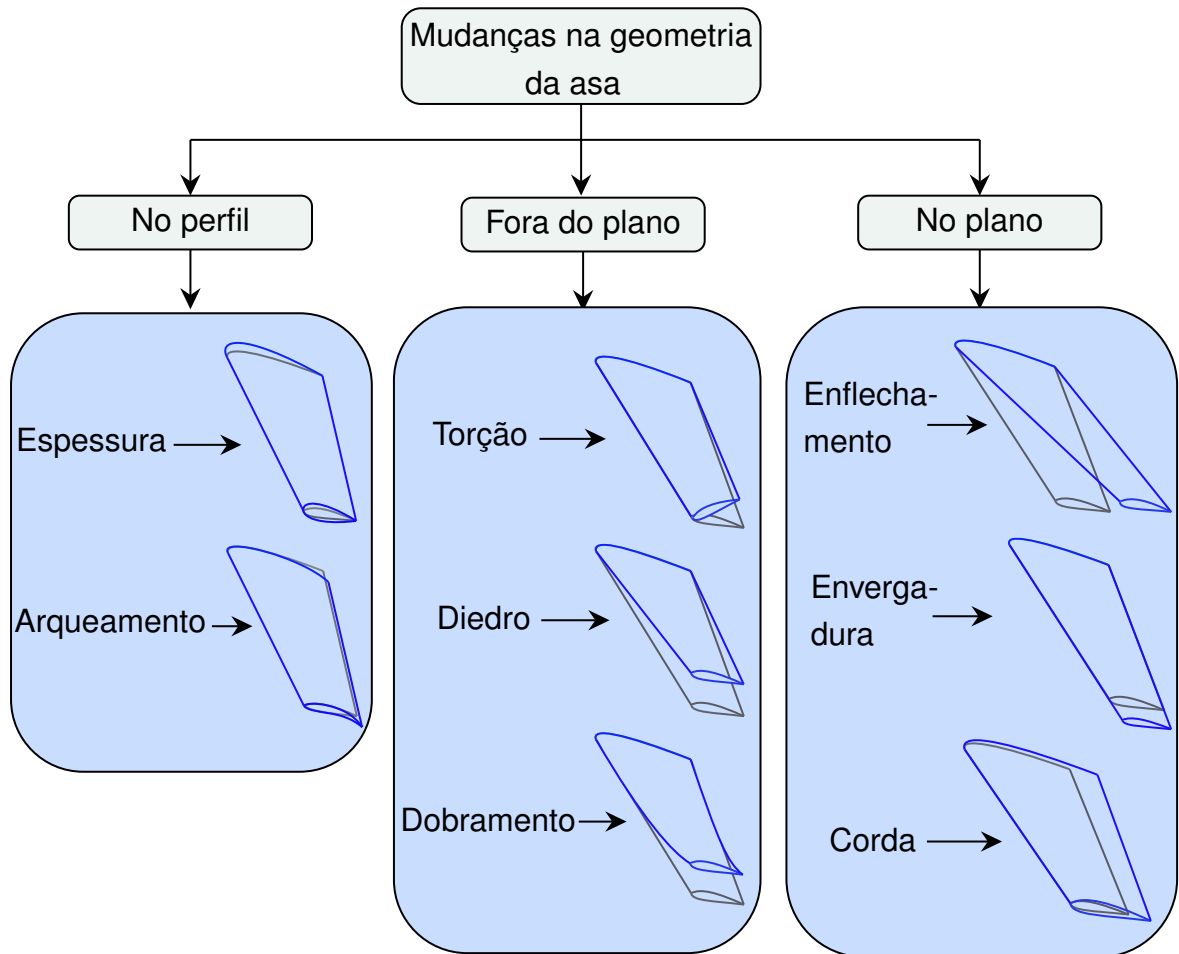 Mudanças na geometria
da asa
No perfil
Fora do plano
No plano
Espessura
Arqueamento
Torção
Diedro
Dobramento
Enflecha-
mento
Enverga-
dura
Corda